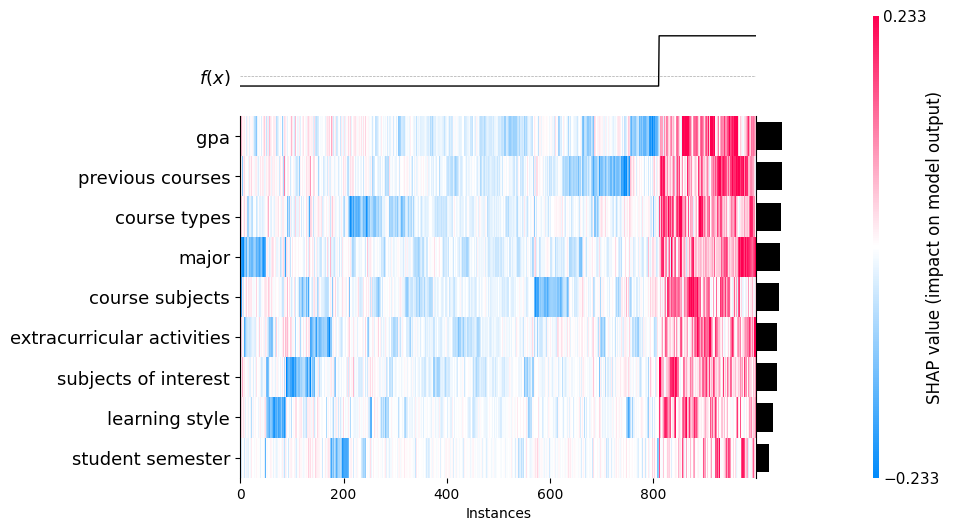 0.233
f(x)
gpa
previous courses
course types
major
course subjects
extracurricular activities
subjects of interest
learning style
student semester
0 200 400 600 800
Instances
SHAP value (impact on model output)
−0.233